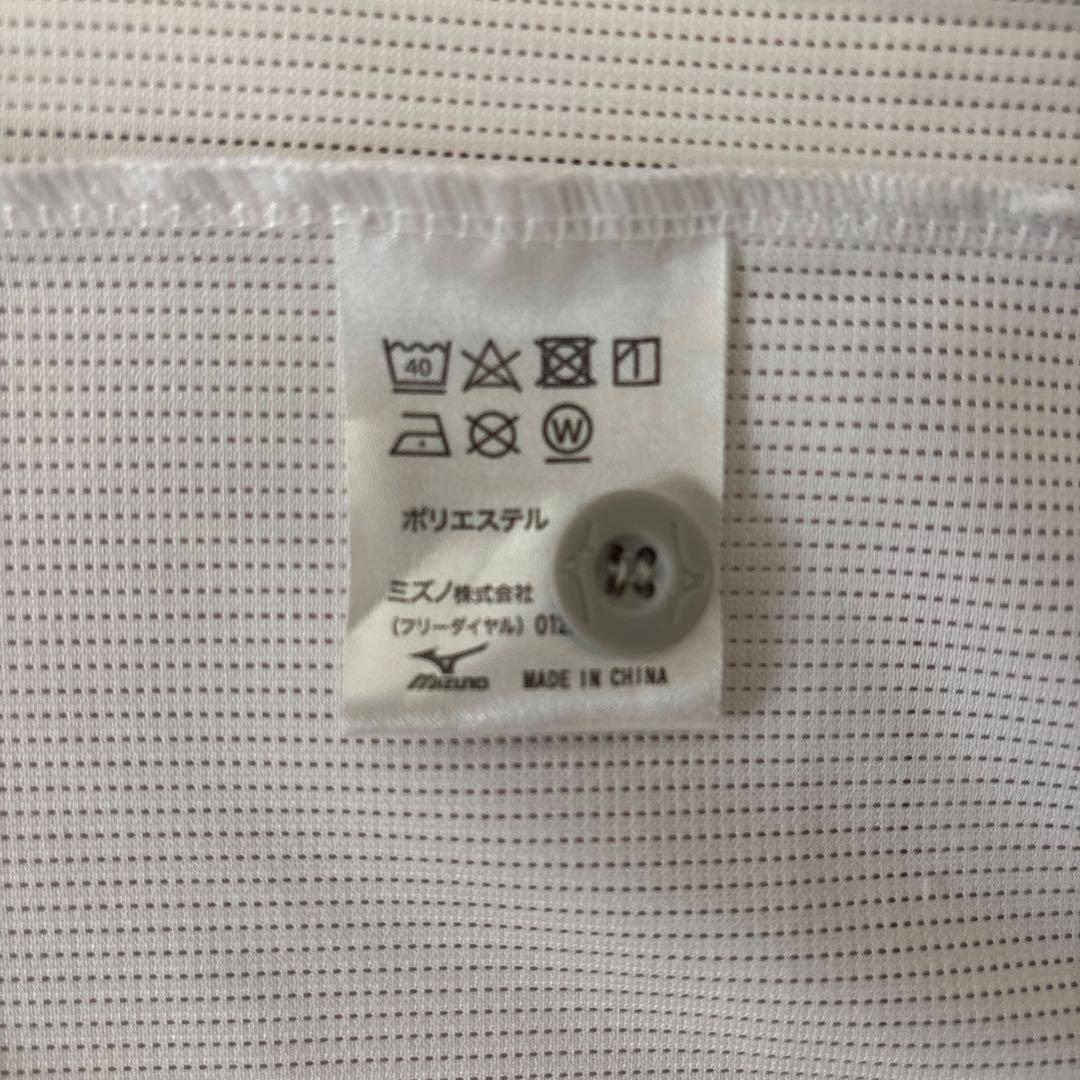 40
W
ポリエステル
ミズノ株式会社
(フリーダイヤル) 012
MIZUNO MADE IN CHINA